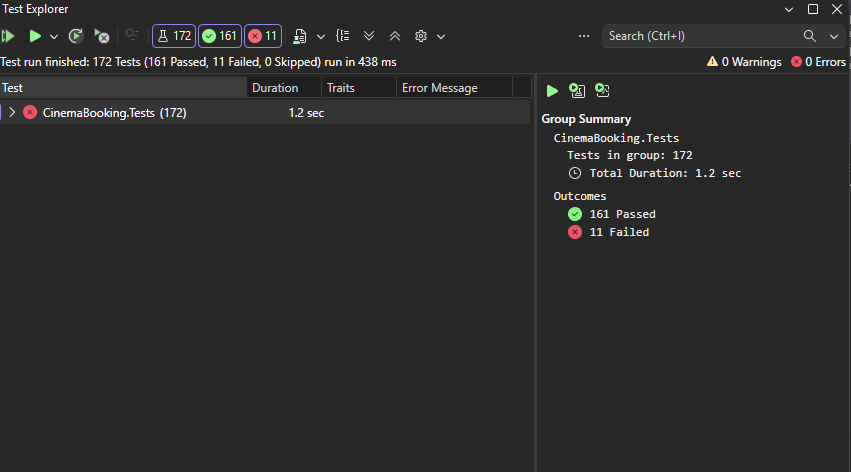 Test Explorer
172 161 11 Search (Ctrl+I)
Test run finished: 172 Tests (161 Passed, 11 Failed, 0 Skipped) run in 438 ms 0 Warnings 0 Errors
Test Duration Traits Error Message
CinemaBooking.Tests (172) 1.2 sec
Group Summary
CinemaBooking.Tests
Tests in group: 172
Total Duration: 1.2 sec
Outcomes
161 Passed
11 Failed